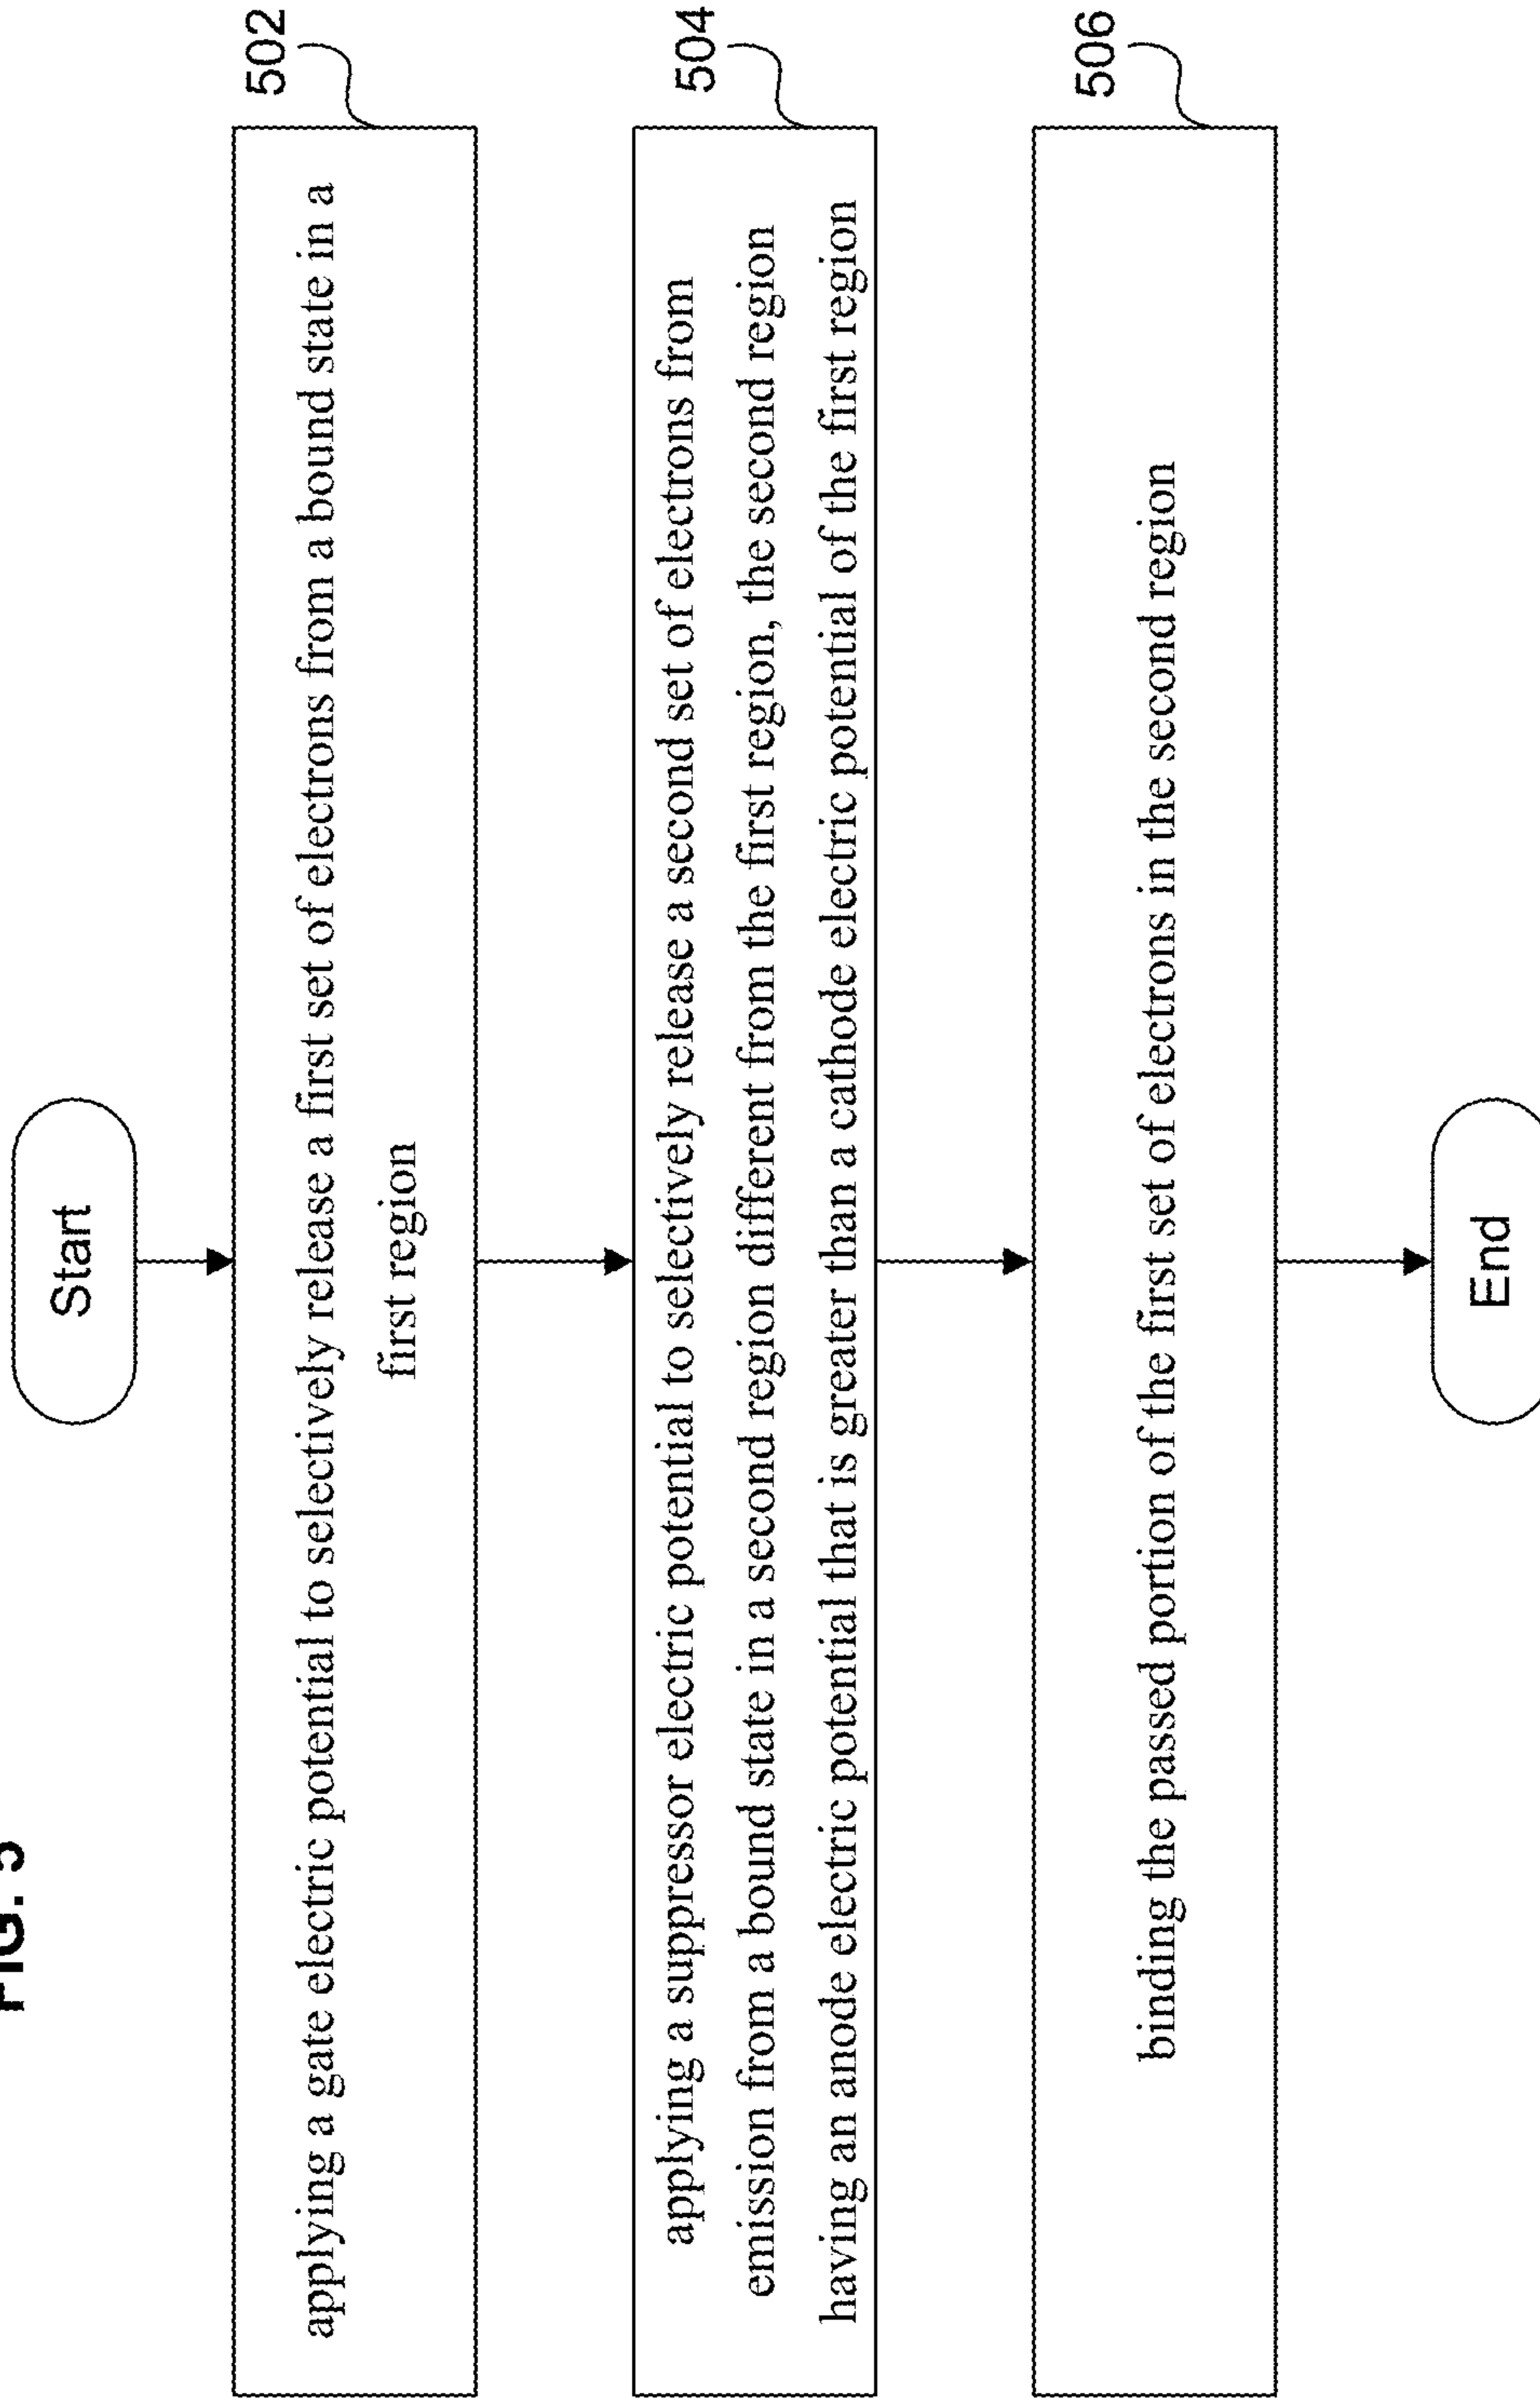 FIG. 5
Start
502
applying a gate electric potential to selectively release a first set of electrons from a bound state in a
first region
504
applying a suppressor electric potential to selectively release a second set of electrons from
emission from a bound state in a second region different from the first region, the second region
having an anode electric potential that is greater than a cathode electric potential of the first region
506
binding the passed portion of the first set of electrons in the second region
End